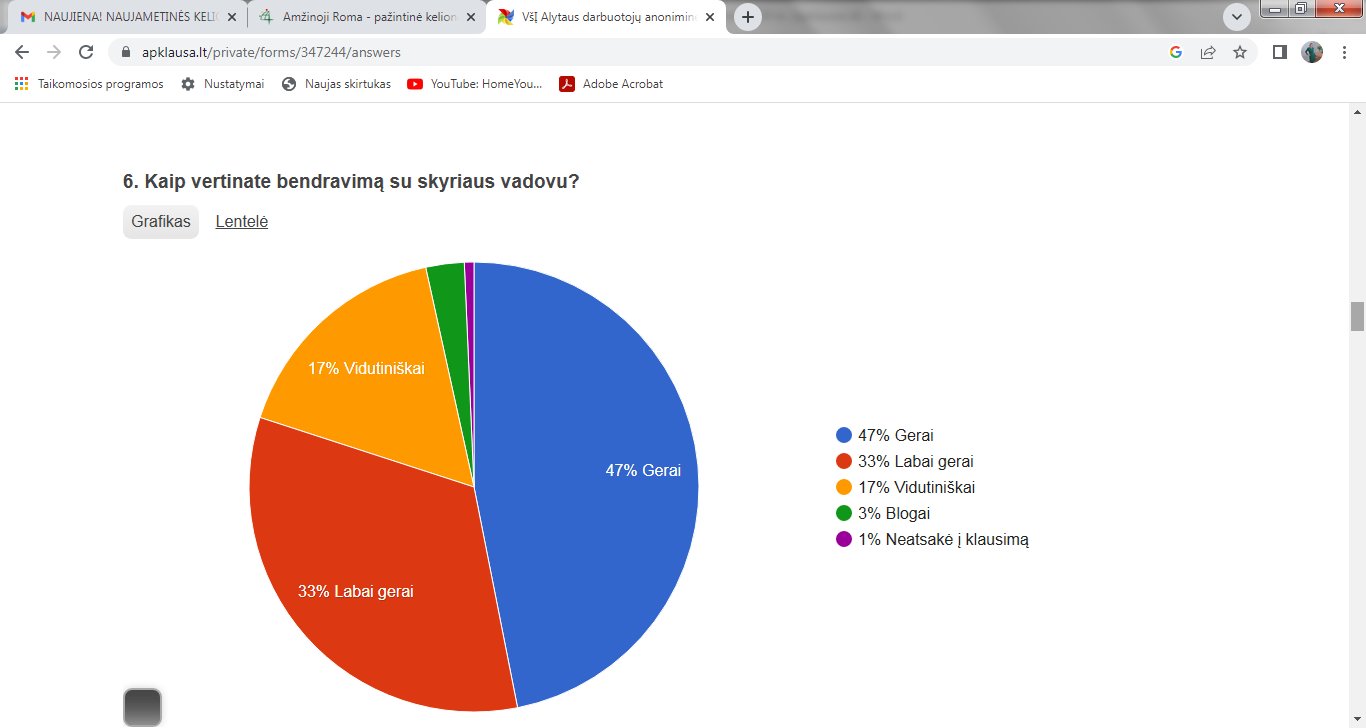 NAUJIENA! NAUJAMETINĖS KELIO
Amžinoji Roma - pažintinė kelion
VšĮ Alytaus darbuotojų anoniminė
apklausa.lt/private/forms/347244/answers
Taikomosios programos
Nustatymai
Naujas skirtukas
YouTube: HomeYou...
Adobe Acrobat
6. Kaip vertinate bendravimą su skyriaus vadovu?
Grafikas
Lentelė
17% Vidutiniškai
47% Gerai
33% Labai gerai
47% Gerai
33% Labai gerai
17% Vidutiniškai
3% Blogai
1% Neatsakė į klausimą